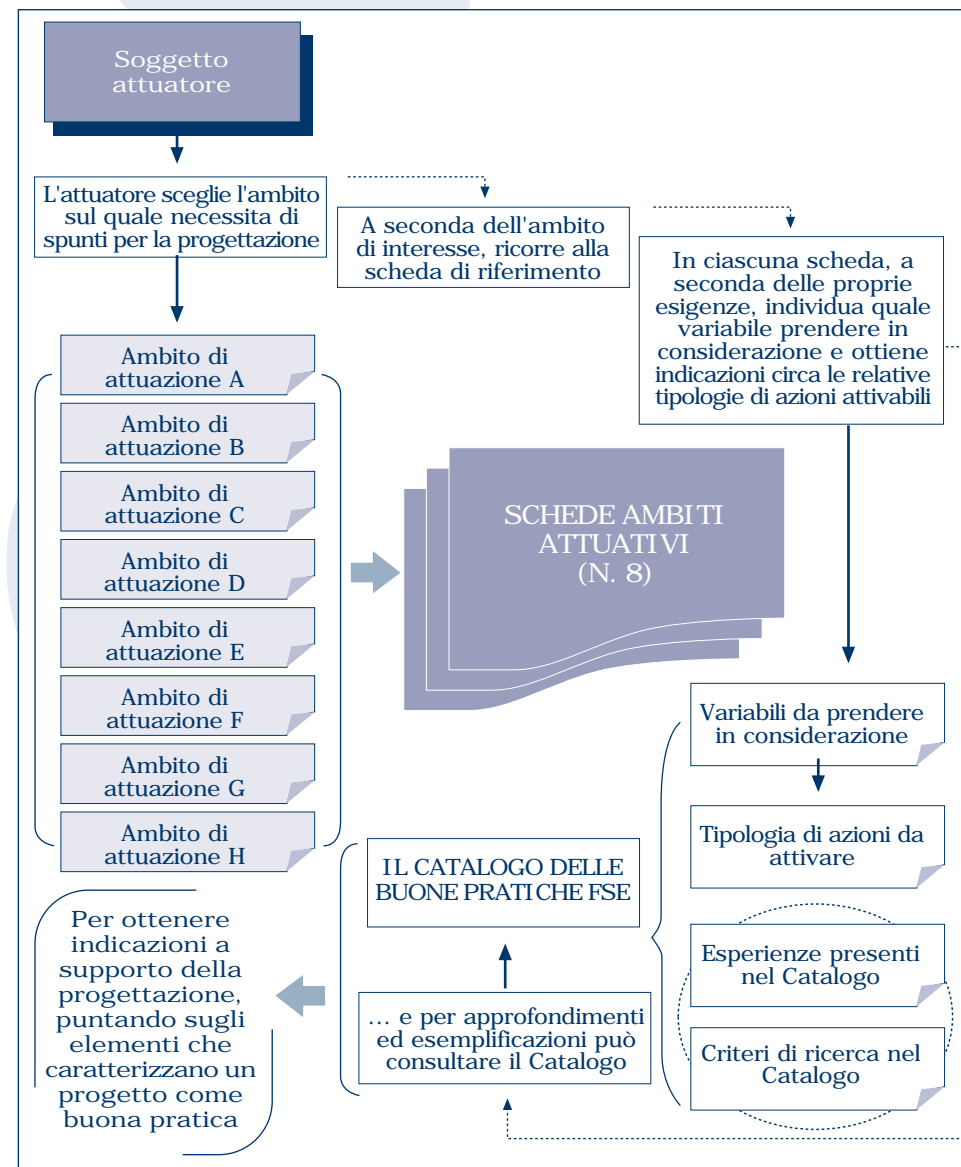 Soggetto
attuatore
L'attuatore sceglie l'ambito
sul quale necessita di
spunti per la progettazione
A seconda dell'ambito
di interesse, ricorre alla
scheda di riferimento
In ciascuna scheda, a
seconda delle proprie
esigenze, individua quale
variabile prendere in
considerazione e ottiene
indicazioni circa le relative
tipologie di azioni attivabili
Ambito di
attuazione A
Ambito di
attuazione B
Ambito di
attuazione C
Ambito di
attuazione D
Ambito di
attuazione E
Ambito di
attuazione F
Ambito di
attuazione G
Ambito di
attuazione H
SCHEDE AMBITI
ATTUATIVI
(N. 8)
Variabili da prendere
in considerazione
Tipologia di azioni da
attivare
Esperienze presenti
nel Catalogo
Criteri di ricerca nel
Catalogo
IL CATALOGO DELLE
BUONE PRATICHE FSE
... e per approfondimenti
ed esemplificazioni può
consultare il Catalogo
Per ottenere
indicazioni a
supporto della
progettazione,
puntando sugli
elementi che
caratterizzano un
progetto come
buona pratica